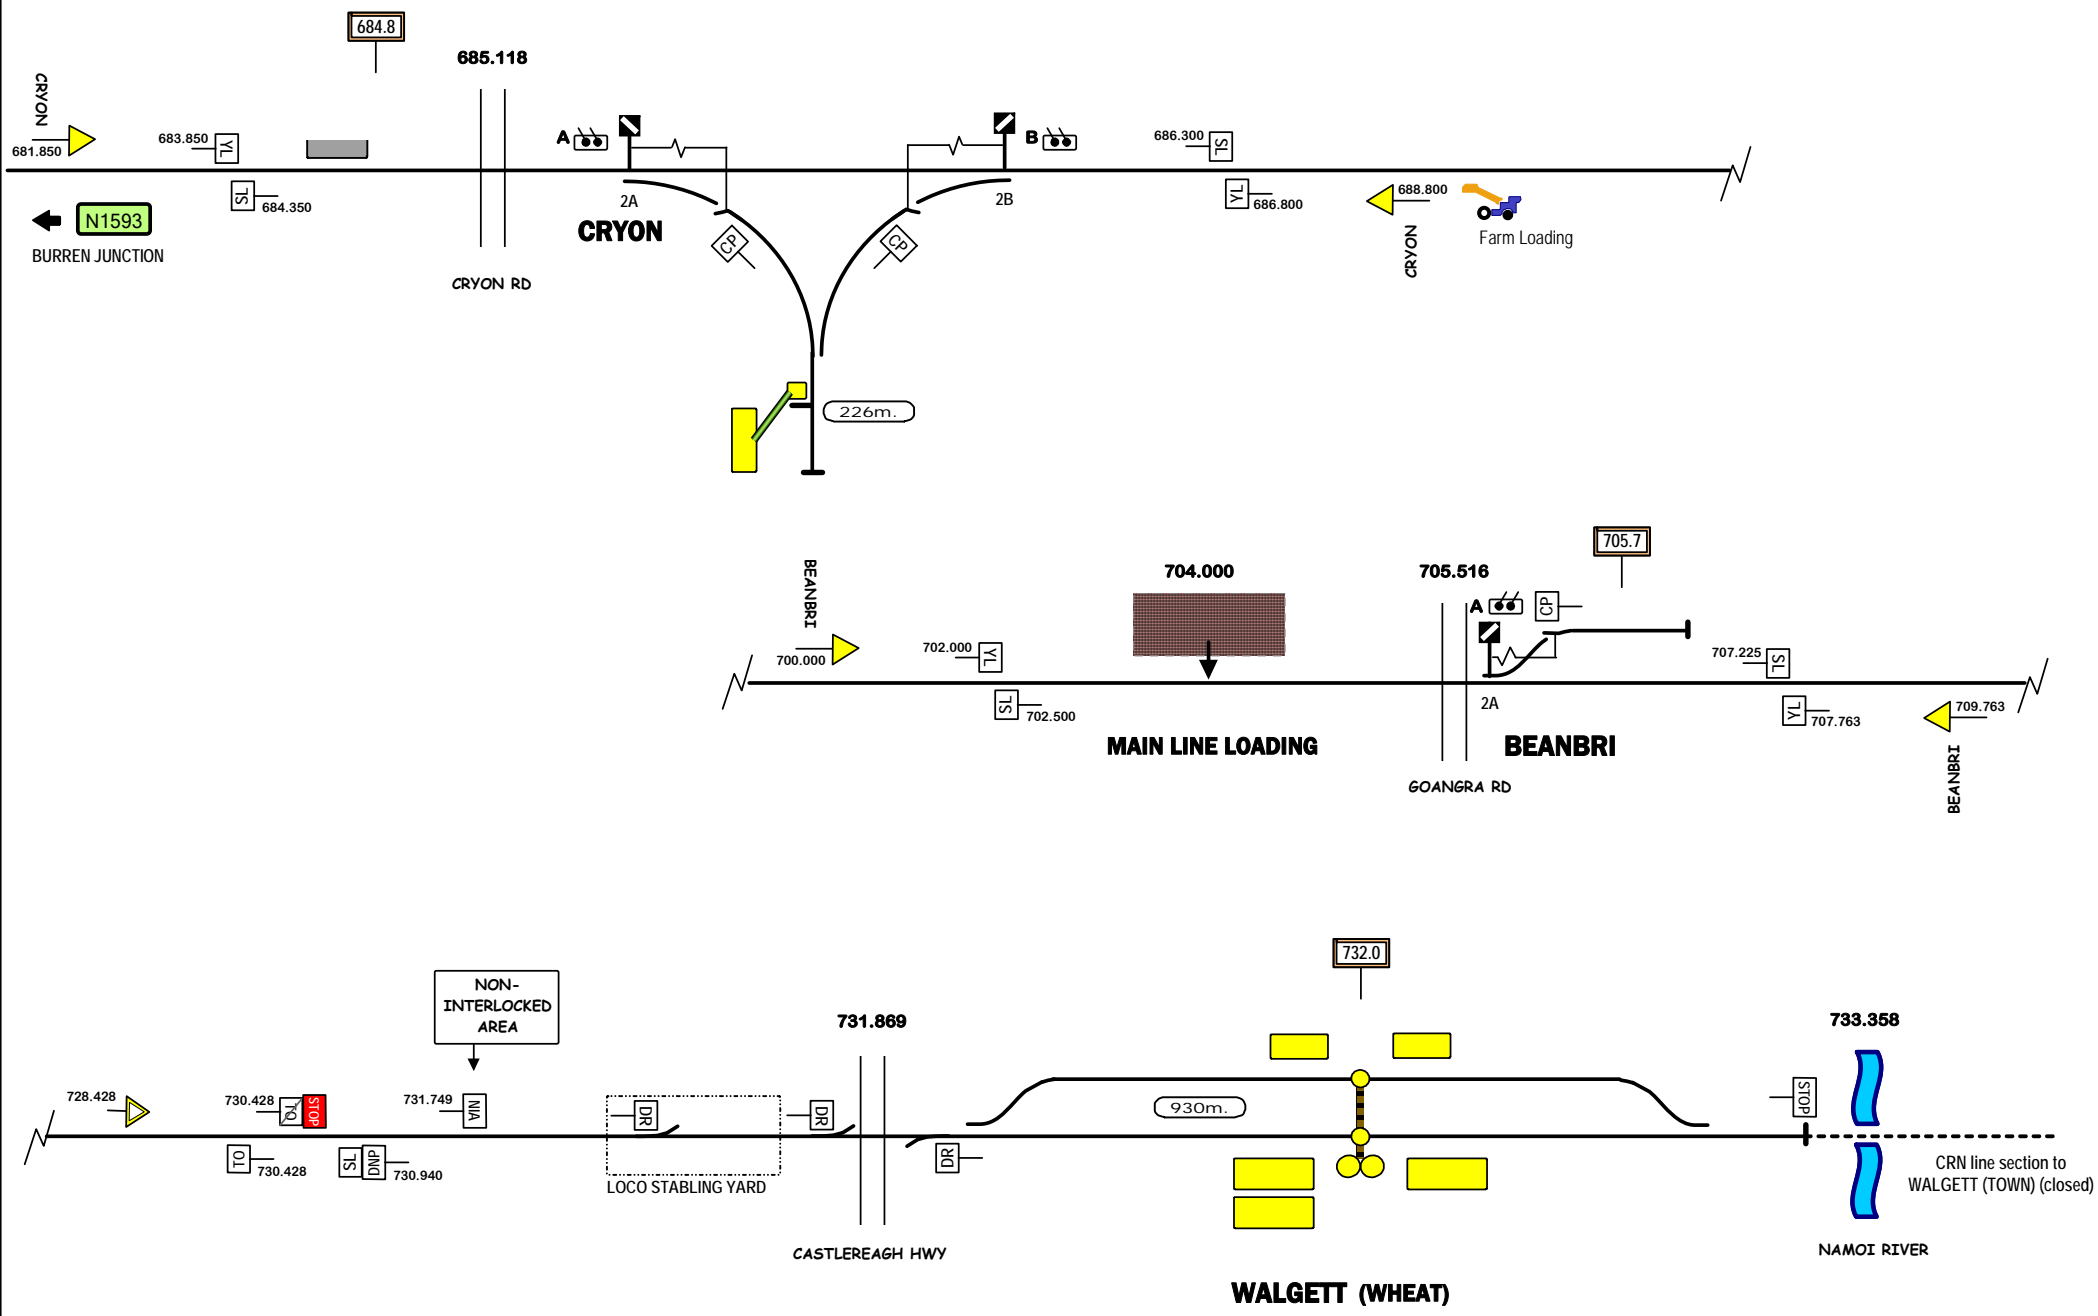 684.8
685.118
CRYON
681.850
683.850
YL
SL
684.350
A
B
686.300
SL
YL
686.800
688.800
CRYON
Farm Loading
N1593
BURREN JUNCTION
2A
2B
CRYON
CP
CP
CRYON RD
226m.
705.7
BEANBRI
700.000
702.000
YL
SL
702.500
704.000
705.516
A
CP
2A
707.225
SL
YL
707.763
709.763
BEANBRI
MAIN LINE LOADING
BEANBRI
GOANGRA RD
732.0
NON-
INTERLOCKED
AREA
731.869
733.358
728.428
730.428
TO
STOP
731.749
NIA
DR
DR
930m.
STOP
TO
730.428
SL
DNP
730.940
LOCO STABLING YARD
DR
CRN line section to
WALGETT (TOWN) (closed)
CASTLEREAGH HWY
NAMOI RIVER
WALGETT (WHEAT)